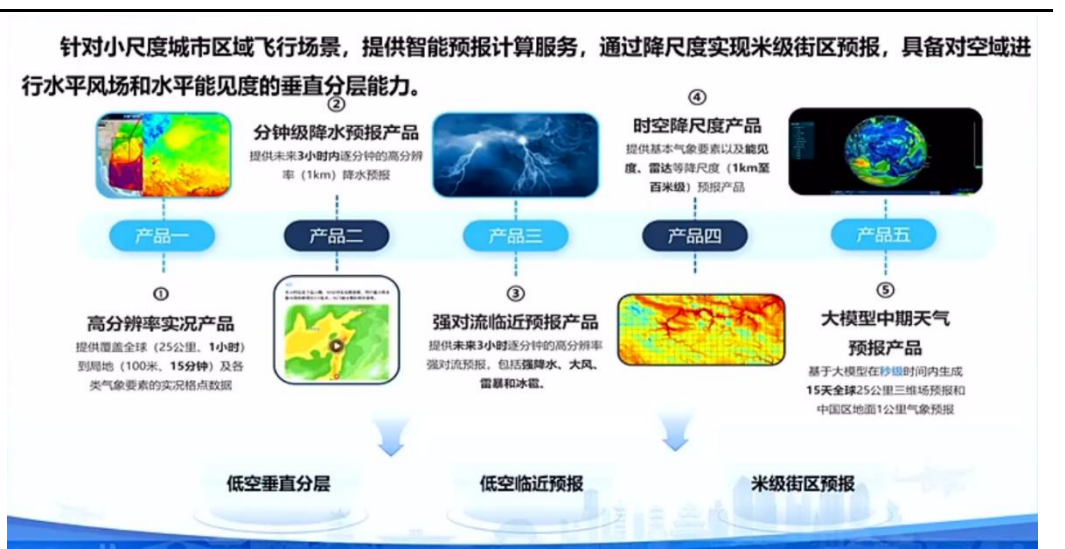 针对小尺度城市区域飞行场景，提供智能预报计算服务，通过降尺度实现米级街区预报，具备对空域进
行水平风场和水平能见度的垂直分层能力。
②
分钟级降水预报产品
提供未来3小时内逐分钟的高分辨
率（1km）降水预报
④
时空降尺度产品
提供基本气象要素以及能见
度、雷达等降尺度（1km至
百米级）预报产品
产品一
产品二
产品三
产品四
产品五
①
高分辨率实况产品
提供覆盖全球（25公里、1小时）
到局地（100米、15分钟）及各
类气象要素的实况格点数据
③
强对流临近预报产品
提供未来3小时逐分钟的高分辨率
强对流预报，包括强降水、大风、
雷暴和冰雹。
⑤
大模型中期天气
预报产品
基于大模型在秒级时间内生成
15天全球25公里三维场预报和
中国区地面1公里气象预报
低空垂直分层
低空临近预报
米级街区预报